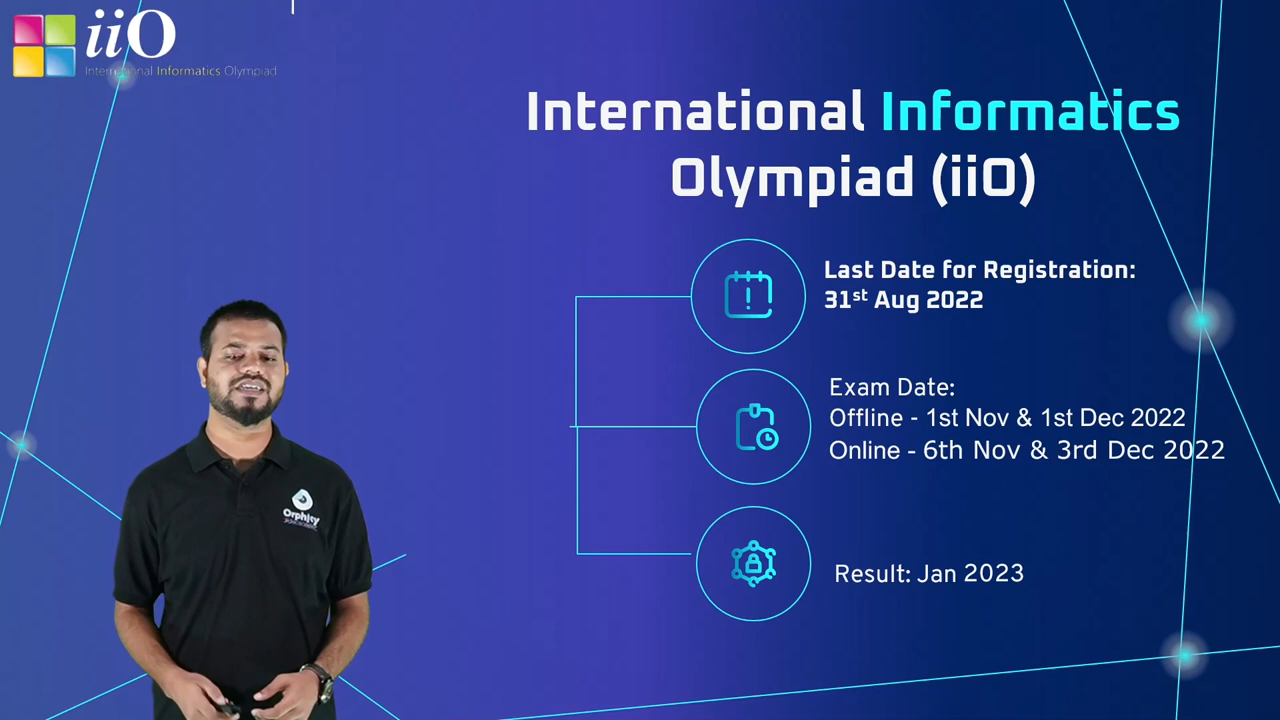 iiO
International Informatics Olympiad
International Informatics
Olympiad (iiO)
Last Date for Registration:
31st Aug 2022
Exam Date:
Offline - 1st Nov & 1st Dec 2022
Online - 6th Nov & 3rd Dec 2022
Result: Jan 2023
Orphicy